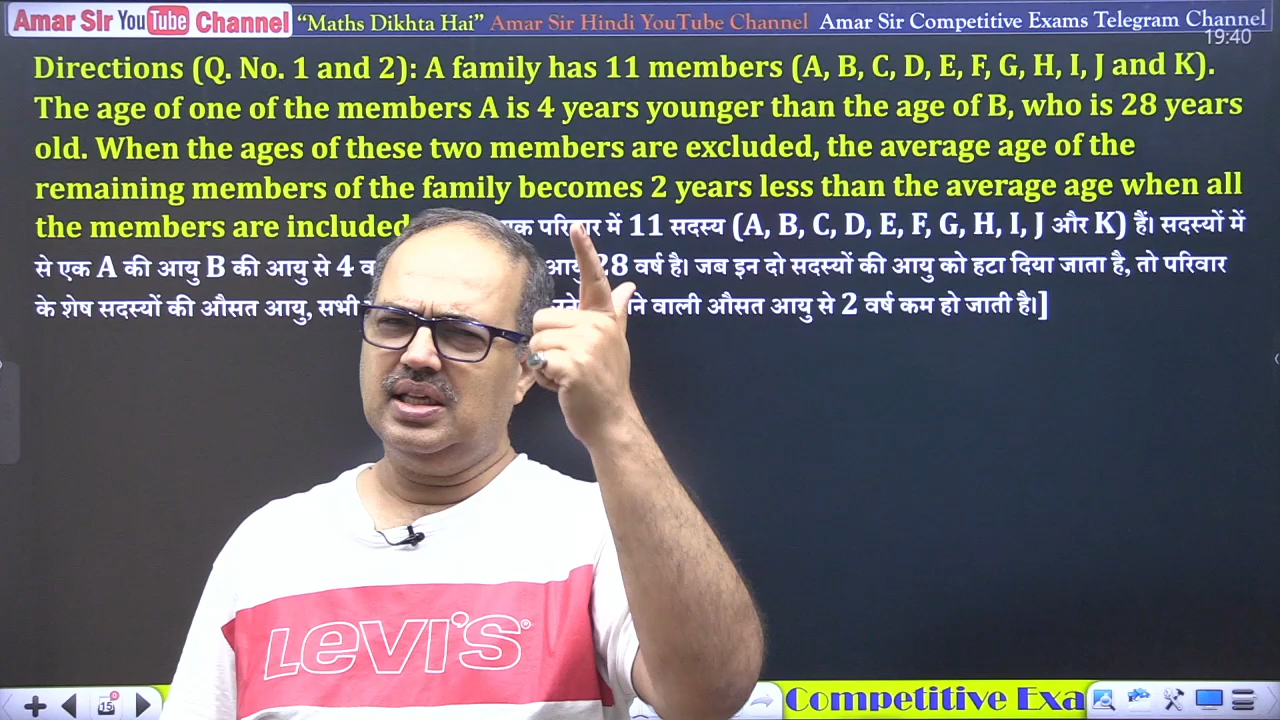 Amar Sir YouTube Channel "Maths Dikhta Hai" Amar Sir Hindi YouTube Channel Amar Sir Competitive Exams Telegram Channel
19:40
Directions (Q. No. 1 and 2): A family has 11 members (A, B, C, D, E, F, G, H, I, J and K).
The age of one of the members A is 4 years younger than the age of B, who is 28 years
old. When the ages of these two members are excluded, the average age of the
remaining members of the family becomes 2 years less than the average age when all
the members are included में 11 सदस्य (A, B, C, D, E, F, G, H, I, J और K) हैं। सदस्यों में
से एक A की आयु B की आयु से 4 28 वर्ष है। जब इन दो सदस्यों की आयु को हटा दिया जाता है, तो परिवार
के शेष सदस्यों की औसत आयु, सभी वाली औसत आयु से 2 वर्ष कम हो जाती है।]
LEVI'S
15 0
Competitive Exa